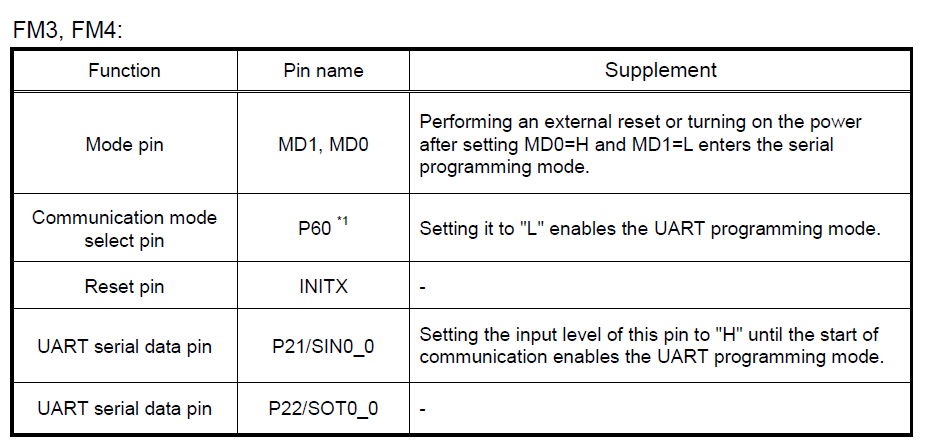 FM3, FM4:
Function Pin name Supplement
Mode pin MD1, MD0 Performing an external reset or turning on the power
after setting MD0=H and MD1=L enters the serial
programming mode.
Communication mode
select pin P60 *1 Setting it to "L" enables the UART programming mode.
Reset pin INITX -
UART serial data pin P21/SIN0_0 Setting the input level of this pin to "H" until the start of
communication enables the UART programming mode.
UART serial data pin P22/SOT0_0 -